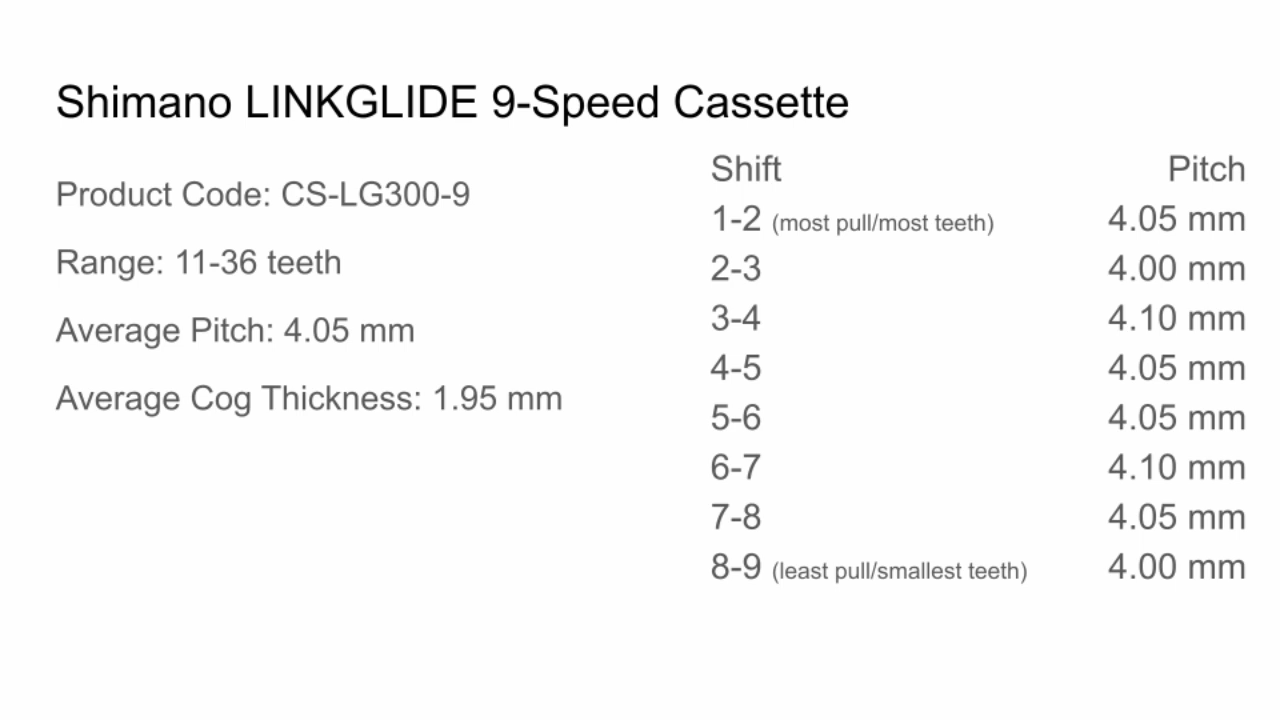 Shimano LINKGLIDE 9-Speed Cassette
Product Code: CS-LG300-9
Range: 11-36 teeth
Average Pitch: 4.05 mm
Average Cog Thickness: 1.95 mm
Shift Pitch
1-2 (most pull/most teeth) 4.05 mm
2-3 4.00 mm
3-4 4.10 mm
4-5 4.05 mm
5-6 4.05 mm
6-7 4.10 mm
7-8 4.05 mm
8-9 (least pull/smallest teeth) 4.00 mm